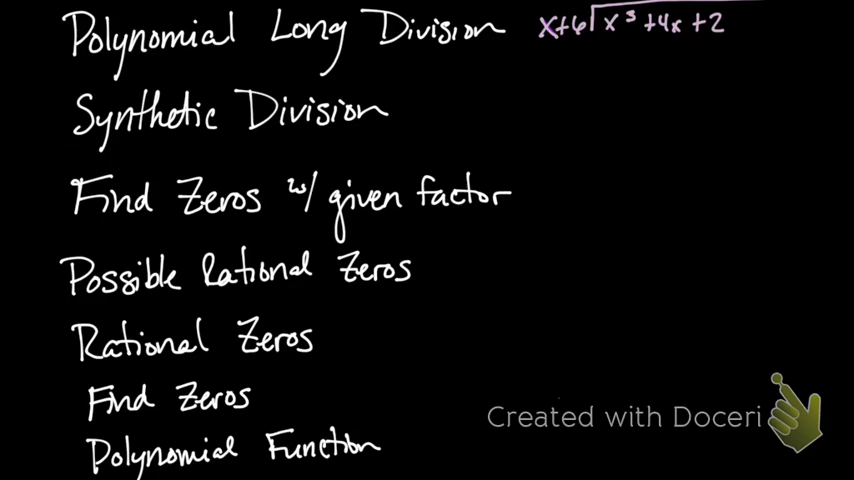 Polynomial Long Division x+6 x³+4x+2
Synthetic Division
Find Zeros w/ given factor
Possible Rational Zeros
Rational Zeros
Find Zeros
Created with Doceri
Polynomial Function